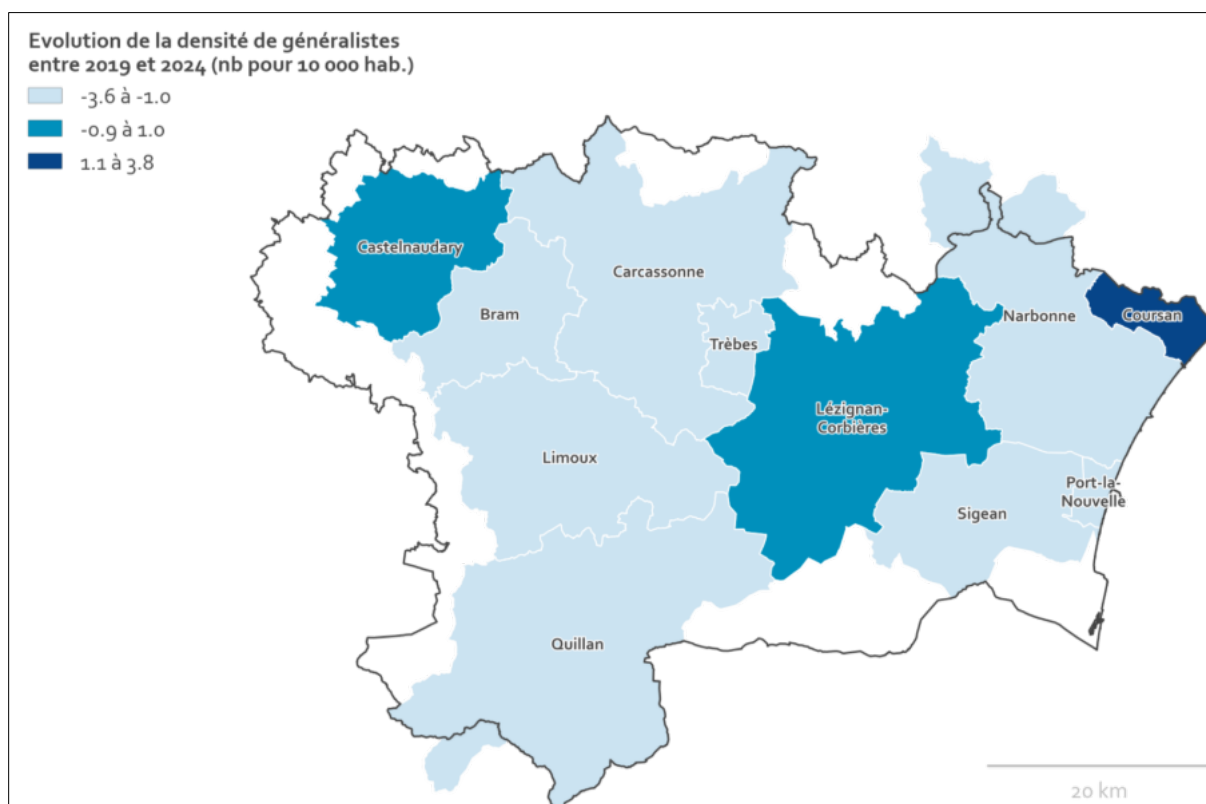 Evolution de la densité de généralistes
entre 2019 et 2024 (nb pour 10 000 hab.)
-3.6 à -1.0
-0.9 à 1.0
1.1 à 3.8
Castelnaudary
Carcassonne
Bram
Narbonne
Coursan
Trèbes
Lézignan-
Corbières
Limoux
Port-la-
Nouvelle
Sigean
Quillan
20 km